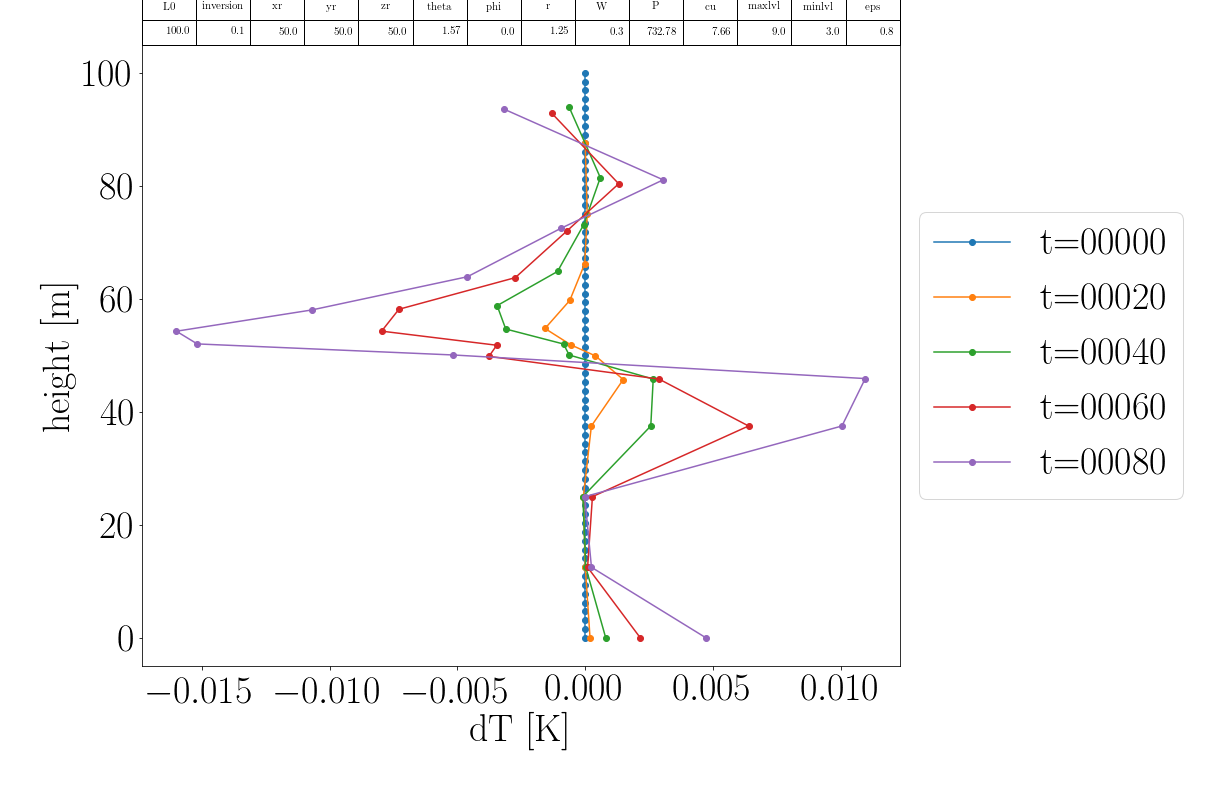 L0 inversion xr yr zr theta phi r W P cu maxlvl minlvl eps
100.0 0.1 50.0 50.0 50.0 1.57 0.0 1.25 0.3 732.78 7.66 9.0 3.0 0.8
100
80
60
40
20
0
height [m]
−0.015 −0.010 −0.005 0.000 0.005 0.010
dT [K]
t=00000
t=00020
t=00040
t=00060
t=00080